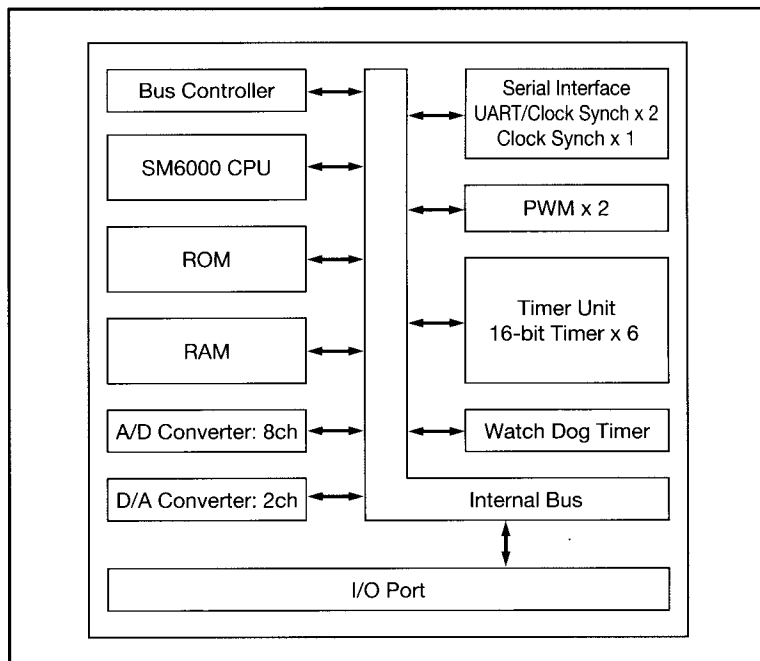 Bus Controller
SM6000 CPU
ROM
RAM
A/D Converter: 8ch
D/A Converter: 2ch
Serial Interface
UART/Clock Synch x 2
Clock Synch x 1
PWM x 2
Timer Unit
16-bit Timer x 6
Watch Dog Timer
Internal Bus
I/O Port